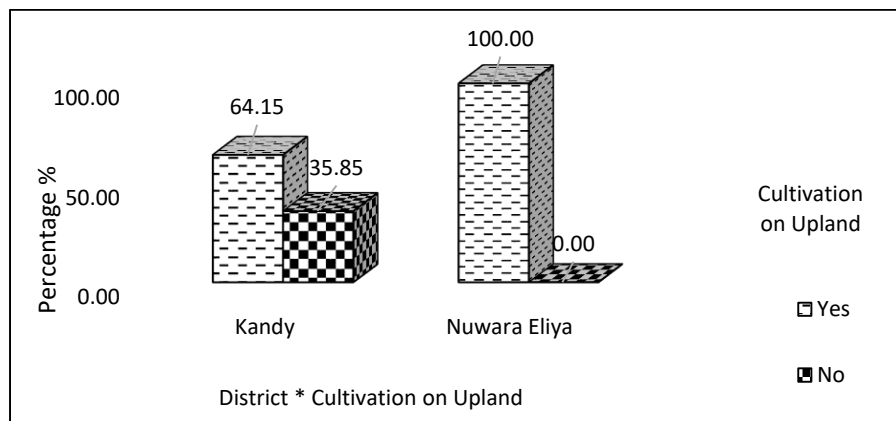 100.00
64.15
35.85
0.00
100.00
50.00
0.00
Percentage %
Kandy
Nuwara Eliya
District * Cultivation on Upland
Cultivation
on Upland
Yes
No